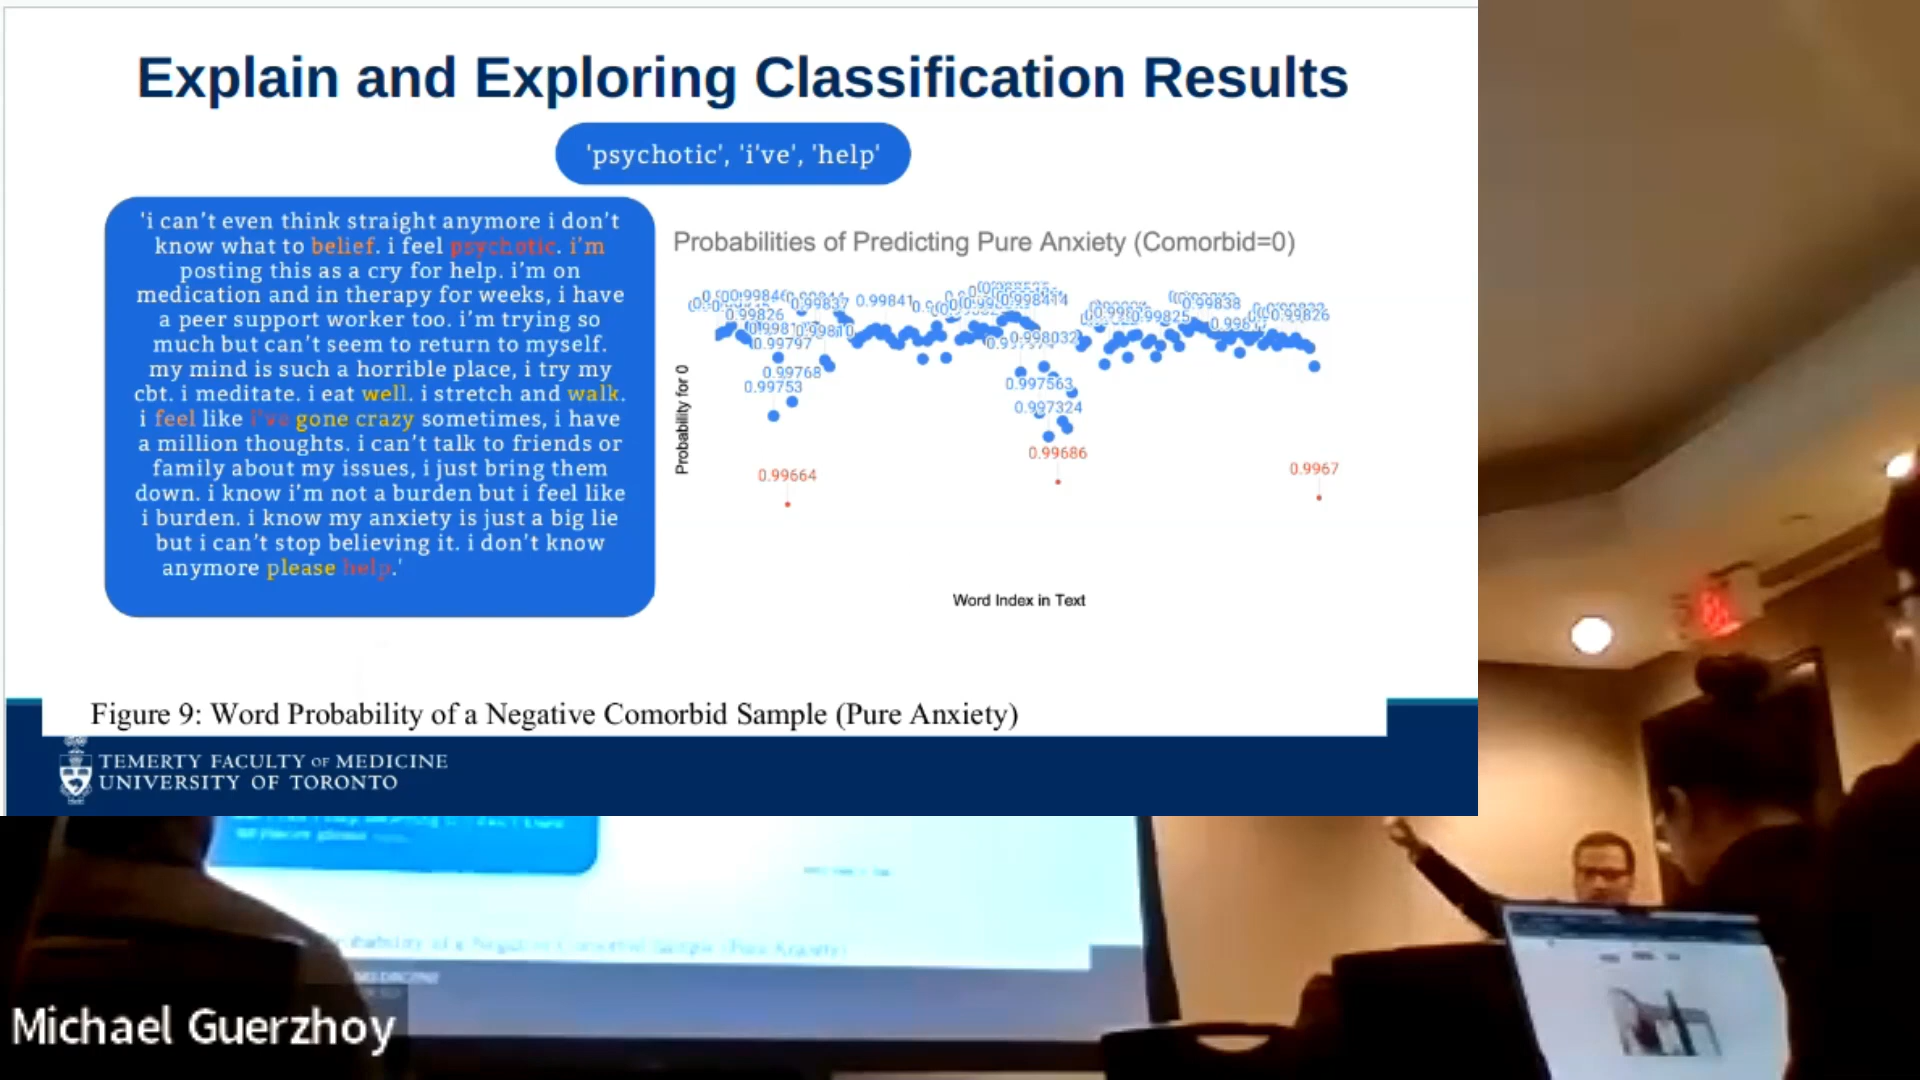 Explain and Exploring Classification Results
'psychotic', 'i've', 'help'
'i can't even think straight anymore i don't
know what to belief. i feel psychotic. i'm
posting this as a cry for help. i'm on
medication and in therapy for weeks, i have
a peer support worker too. i'm trying so
much but can't seem to return to myself.
my mind is such a horrible place, i try my
cbt. i meditate. i eat well. i stretch and walk.
i feel like i've gone crazy sometimes, i have
a million thoughts. i can't talk to friends or
family about my issues, i just bring them
down. i know i'm not a burden but i feel like
i burden. i know my anxiety is just a big lie
but i can't stop believing it. i don't know
anymore please help.'
Probabilities of Predicting Pure Anxiety (Comorbid=0)
Probability for 0
0.99826
0.99797
0.99768
0.99753
0.99837
0.99810
0.99841
0.998414
0.998032
0.997563
0.997324
0.99825
0.99838
0.99826
0.99664
0.99686
0.9967
Word Index in Text
Figure 9: Word Probability of a Negative Comorbid Sample (Pure Anxiety)
TEMERTY FACULTY OF MEDICINE
UNIVERSITY OF TORONTO
Michael Guerzhoy